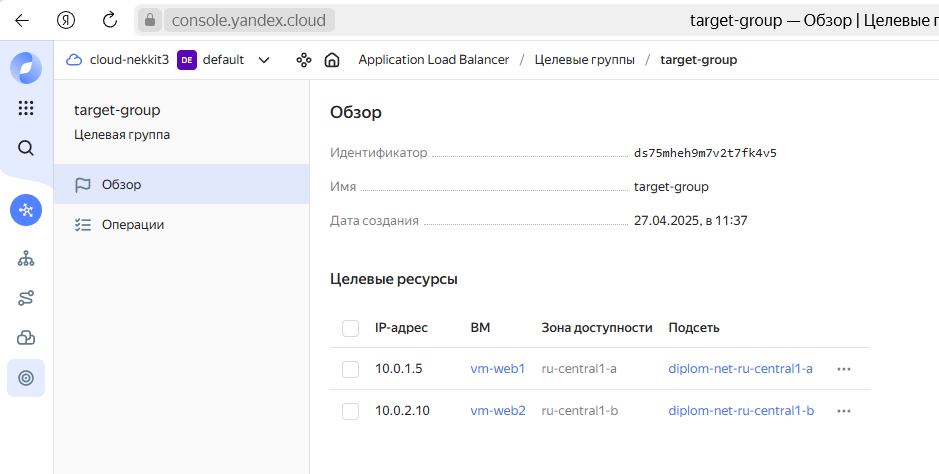 console.yandex.cloud
target-group — Обзор | Целевые г
cloud-nekkit3 DE default Application Load Balancer / Целевые группы / target-group
target-group
Целевая группа
Обзор
Операции
Обзор
Идентификатор ds75mheh9m7v2t7fk4v5
Имя target-group
Дата создания 27.04.2025, в 11:37
Целевые ресурсы
IP-адрес ВМ Зона доступности Подсеть
10.0.1.5 vm-web1 ru-central1-a diplom-net-ru-central1-a
10.0.2.10 vm-web2 ru-central1-b diplom-net-ru-central1-b